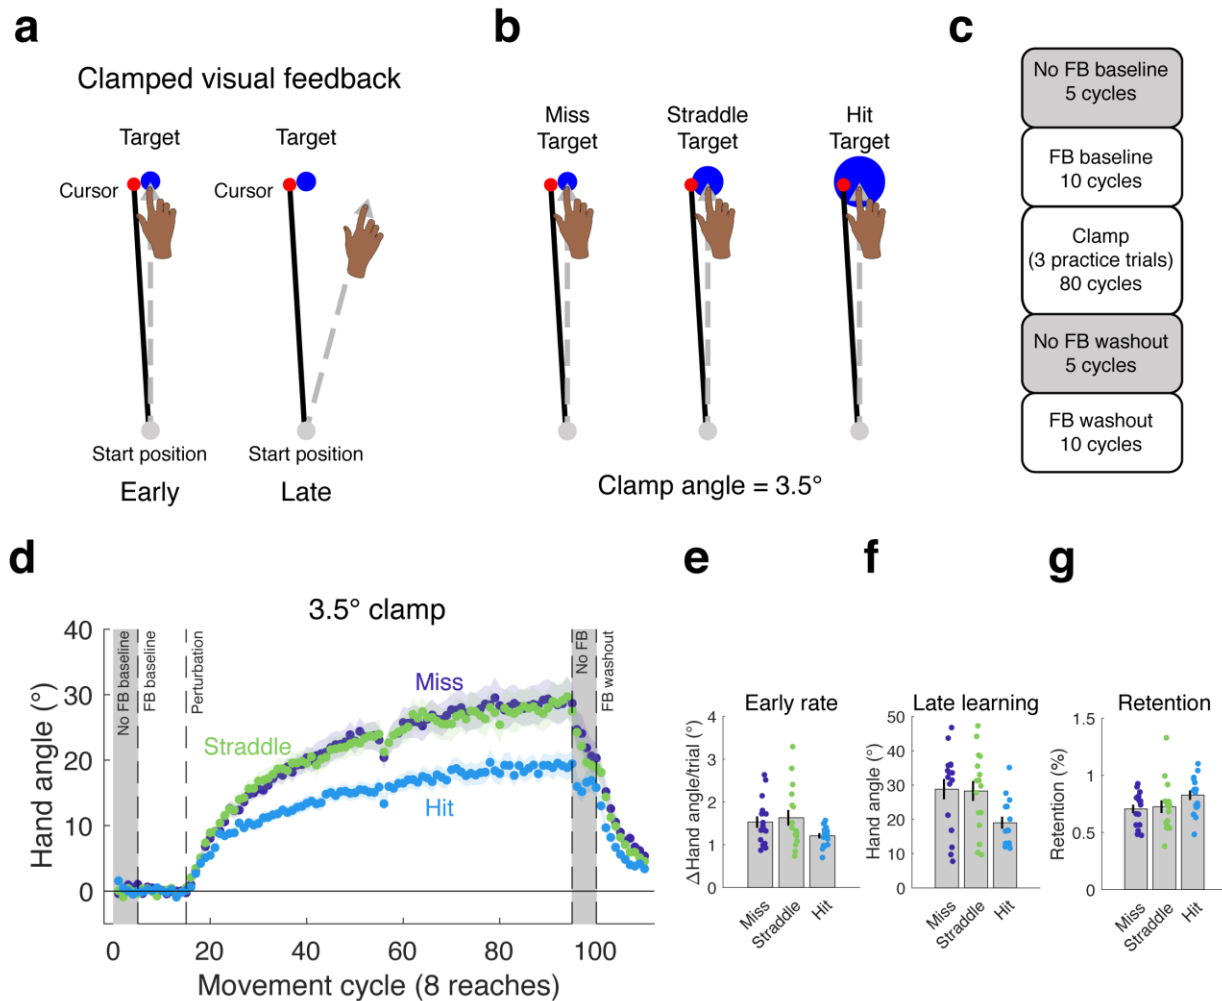 a
Clamped visual feedback
Target
Target
Cursor
Cursor
Start position
Start position
Early
Late
b
Miss
Target
Straddle
Target
Hit
Target
Clamp angle = 3.5°
c
No FB baseline
5 cycles
FB baseline
10 cycles
Clamp
(3 practice trials)
80 cycles
No FB washout
5 cycles
FB washout
10 cycles
d
3.5° clamp
Hand angle (°)
40
30
20
10
0
No FB baseline
FB baseline
Perturbation
No FB
FB washout
Miss
Straddle
Hit
0
20
40
60
80
100
Movement cycle (8 reaches)
e
Early rate
ΔHand angle/trial (°)
4
3
2
1
0
Miss
Straddle
Hit
f
Late learning
Hand angle (°)
50
40
30
20
10
0
Miss
Straddle
Hit
g
Retention
Retention (%)
1.5
1
0.5
0
Miss
Straddle
Hit